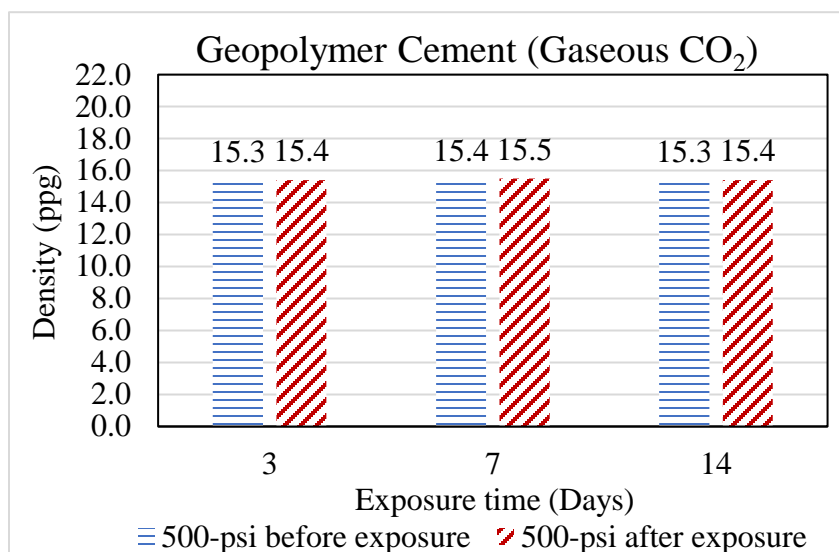 Geopolymer Cement (Gaseous CO₂)
22.0
20.0
18.0
16.0
14.0
12.0
10.0
8.0
6.0
4.0
2.0
0.0
Density (ppg)
15.3 15.4 15.4 15.5 15.3 15.4
3 7 14
Exposure time (Days)
500-psi before exposure 500-psi after exposure